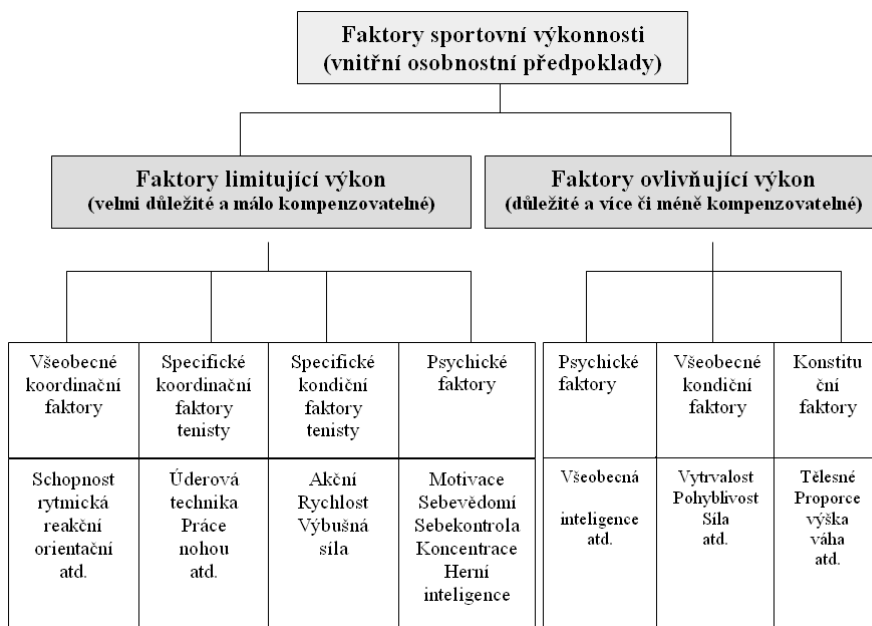 Faktory sportovní výkonnosti
(vnitřní osobnostní předpoklady)
Faktory limitující výkon
(velmi důležité a málo kompenzovatelné)
Faktory ovlivňující výkon
(důležité a více či méně kompenzovatelné)
Všeobecné
koordinační
faktory
Specifické
koordinační
faktory
tenisty
Specifické
kondiční
faktory
tenisty
Psychické
faktory
Psychické
faktory
Všeobecné
kondiční
faktory
Konstitu
ční
faktory
Schopnost
rytmická
reakční
orientační
atd.
Úderová
technika
Práce
nohou
atd.
Akční
Rychlost
Výbušná
síla
Motivace
Sebevědomí
Sebekontrola
Koncentrace
Herní
inteligence
Všeobecná
inteligence
atd.
Vytrvalost
Pohyblivost
Síla
atd.
Tělesné
Proporce
výška
váha
atd.